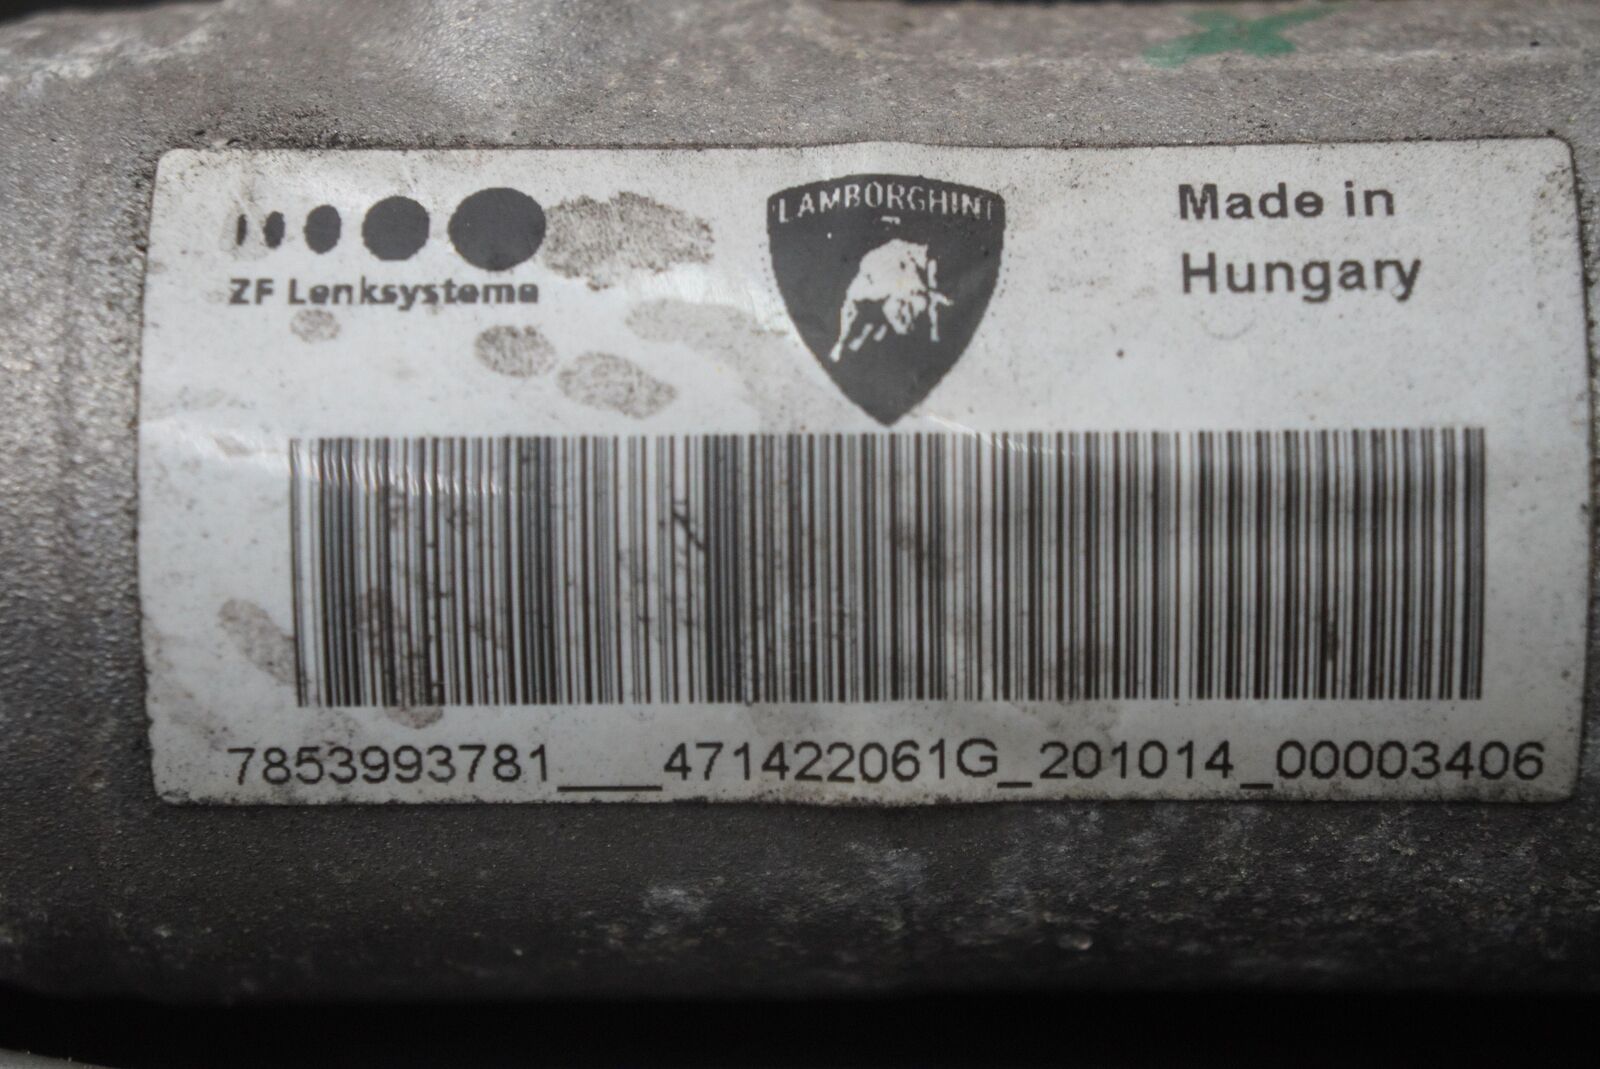 ZF Lenksysteme
LAMBORGHINI
Made in
Hungary
7853993781___471422061G_201014_00003406